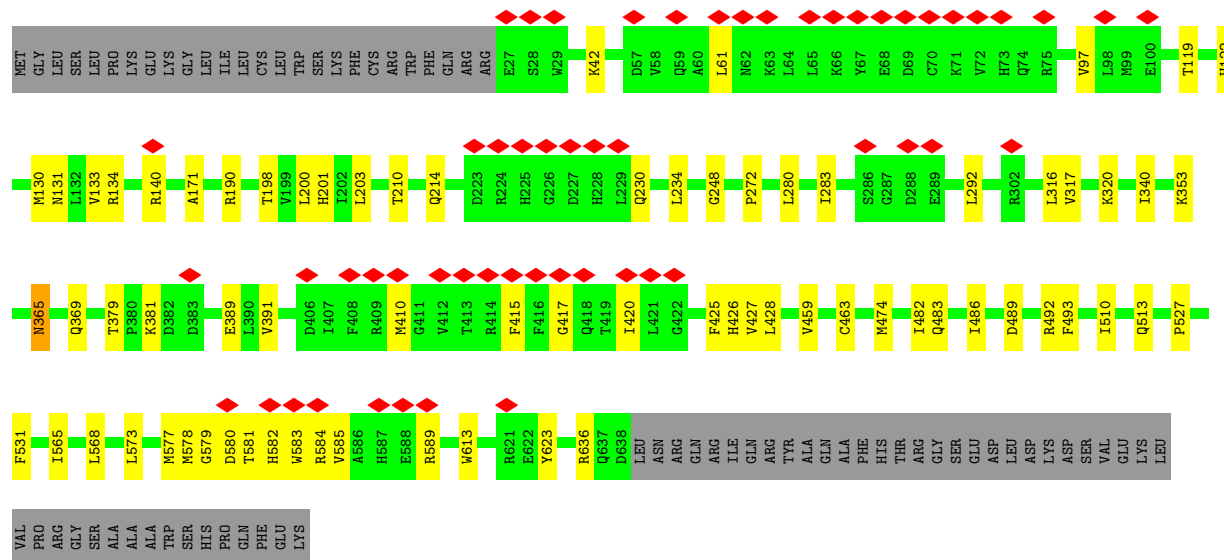 MET GLY LEU SER LEU PRO LYS GLU LYS GLY LEU ILE LEU CYS LEU TRP SER LYS PHE CYS ARG TRP PHE GLN ARG ARG E27 S28 W29 K42 D57 V58 Q59 A60 L61 N62 K63 L64 L65 K66 Y67 E68 D69 C70 K71 V72 H73 Q74 R75 V97 L98 M99 E100 T119
M130 N131 L132 V133 R134 R140 A171 R190 T198 V199 L200 H201 I202 L203 T210 Q214 D223 R224 H225 G226 D227 H228 L229 Q230 L234 G248 P272 L280 I283 S286 G287 D288 E289 L292 R302 L316 V317 K320 I340 K353
N365 Q369 T379 F380 K381 D382 D383 E389 L390 V391 D406 I407 F408 R409 M410 G411 V412 T413 R414 F415 F416 G417 Q418 T419 I420 L421 G422 F425 H426 V427 L428 V459 C463 M474 I482 Q483 I486 D489 R492 F493 I510 Q513 P527
F531 I565 L568 L573 M577 M578 G579 D580 T581 H582 W583 R584 V585 A586 H587 E588 R589 W613 R621 E622 Y623 R636 Q637 D638 LEU ASN ARG GLN ARG ILE GLN ARG TYR ALA GLN ALA PHE HIS THR ARG GLY SER GLU ASP LEU ASP LYS ASP SER VAL GLU LYS LEU
VAL PRO ARG GLY SER ALA ALA ALA TRP SER HIS PRO GLN PHE GLU LYS